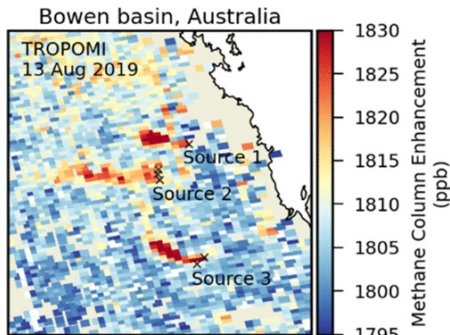 Bowen basin, Australia
TROPOMI
13 Aug 2019
Source 1
Source 2
Source 3
1830
1825
1820
1815
1810
1805
1800
1795
Methane Column Enhancement
(ppb)